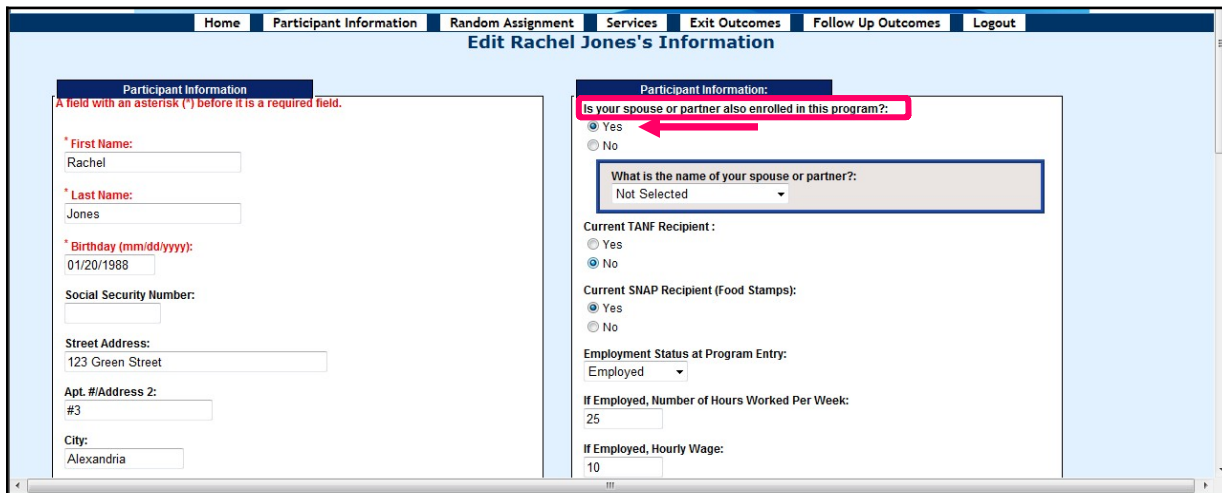 Home Participant Information Random Assignment Services Exit Outcomes Follow Up Outcomes Logout
Edit Rachel Jones's Information
Participant Information
A field with an asterisk (*) before it is a required field.
* First Name:
Rachel
* Last Name:
Jones
* Birthday (mm/dd/yyyy):
01/20/1988
Social Security Number:
Street Address:
123 Green Street
Apt. #/Address 2:
#3
City:
Alexandria
Participant Information:
Is your spouse or partner also enrolled in this program?:
Yes
No
What is the name of your spouse or partner?:
Not Selected
Current TANF Recipient :
Yes
No
Current SNAP Recipient (Food Stamps):
Yes
No
Employment Status at Program Entry:
Employed
If Employed, Number of Hours Worked Per Week:
25
If Employed, Hourly Wage:
10